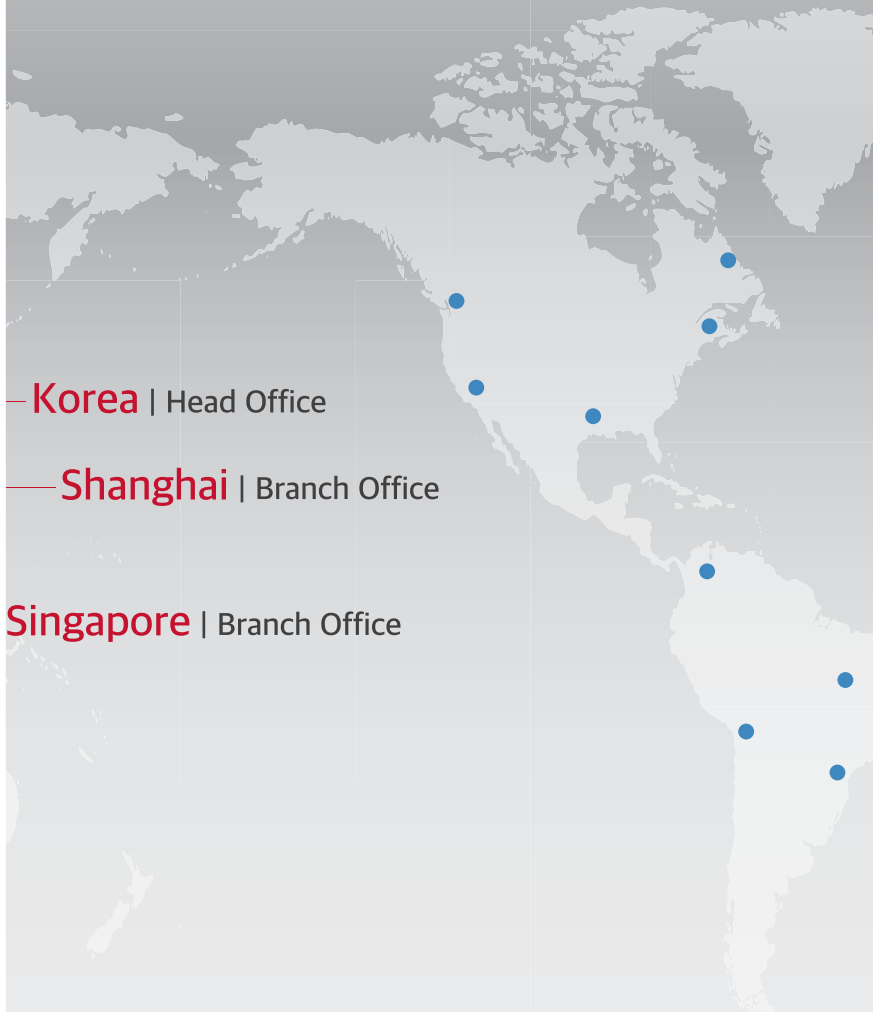 Korea | Head Office
Shanghai | Branch Office
Singapore | Branch Office